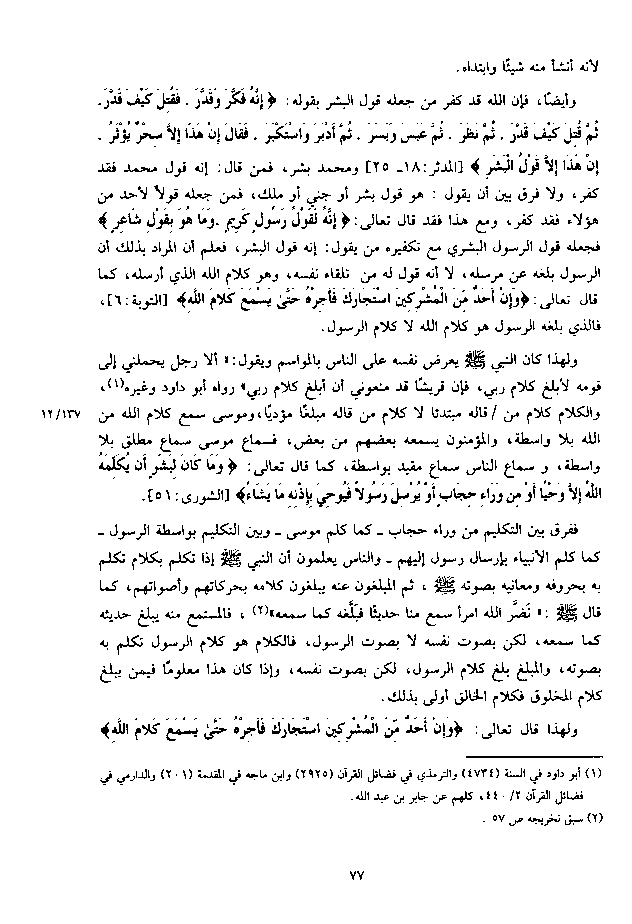 لأنه أنشأ منه شيئًا وابتداه.
وأيضًا، فإن الله قد كفر من جعله قول البشر بقوله: ﴿ إِنَّهُ فَكَّرَ وَقَدَّرَ . فَقُتِلَ كَيْفَ قَدَّرَ.
ثُمَّ قُتِلَ كَيْفَ قَدَّرَ . ثُمَّ نَظَرَ . ثُمَّ عَبَسَ وَبَسَرَ . ثُمَّ أَدْبَرَ وَاسْتَكْبَرَ . فَقَالَ إِنْ هَذَا إِلاَّ سِحْرٌ يُؤْثَرُ .
إِنْ هَذَا إِلاَّ قَوْلُ الْبَشَرِ ﴾ [المدثر:١٨ـ ٢٥] ومحمد بشر، فمن قال: إنه قول محمد فقد
كفر، ولا فرق بين أن يقول : هو قول بشر أو جني أو ملك، فمن جعله قولاً لأحد من
هؤلاء فقد كفر، ومع هذا فقد قال تعالى:﴿ إِنَّهُ لَقَوْلُ رَسُولٍ كَرِيمٍ .وَمَا هُوَ بِقَوْلِ شَاعِرٍ ﴾
فجعله قول الرسول البشري مع تكفيره من يقول: إنه قول البشر، فعلم أن المراد بذلك أن
الرسول بلغه عن مرسله، لا أنه قول له من تلقاء نفسه، وهو كلام الله الذي أرسله، كما
قال تعالى: ﴿وَإِنْ أَحَدٌ مِّنَ الْمُشْرِكِينَ اسْتَجَارَكَ فَأَجِرْهُ حَتَّىٰ يَسْمَعَ كَلامَ اللَّهِ﴾ [التوبة:٦]،
فالذي بلغه الرسول هو كلام الله لا كلام الرسول.
ولهذا كان النبي ﷺ يعرض نفسه على الناس بالمواسم ويقول:« ألا رجل يحملني إلى
قومه لأبلغ كلام ربي، فإن قريشًا قد منعوني أن أبلغ كلام ربي» رواه أبو داود وغيره(١)،
والكلام كلام من / قاله مبتدئا لا كلام من قاله مبلغًا مؤديًا،وموسى سمع كلام الله من ١٢/١٣٧
الله بلا واسطة، والمؤمنون يسمعه بعضهم من بعض، فسماع موسى سماع مطلق بلا
واسطة، و سماع الناس سماع مقيد بواسطة، كما قال تعالى: ﴿ وَمَا كَانَ لِبَشَرٍ أَن يُكَلِّمَهُ
اللَّهُ إِلاَّ وَحْيًا أَوْ مِن وَرَاءِ حِجَابٍ أَوْ يُرْسِلَ رَسُولاً فَيُوحِيَ بِإِذْنِهِ مَا يَشَاءُ﴾ [الشورى:٥١].
ففرق بين التكليم من وراء حجاب ـ كما كلم موسى ـ وبين التكليم بواسطة الرسول ـ
كما كلم الأنبياء بإرسال رسول إليهم ـ والناس يعلمون أن النبي ﷺ إذا تكلم بكلام تكلم
به بحروفه ومعانيه بصوته ﷺ ، ثم المبلغون عنه يبلغون كلامه بحركاتهم وأصواتهم، كما
قال ﷺ :« نَضَّرَ الله امرأ سمع منا حديثًا فبَلَّغه كما سمعه»(٢) ، فالمستمع منه يبلغ حديثه
كما سمعه، لكن بصوت نفسه لا بصوت الرسول، فالكلام هو كلام الرسول تكلم به
بصوته، والمبلغ بلغ كلام الرسول، لكن بصوت نفسه، وإذا كان هذا معلومًا فيمن يبلغ
كلام المخلوق فكلام الخالق أولى بذلك.
ولهذا قال تعالى: ﴿وَإِنْ أَحَدٌ مِّنَ الْمُشْرِكِينَ اسْتَجَارَكَ فَأَجِرْهُ حَتَّىٰ يَسْمَعَ كَلامَ اللَّهِ﴾
(١) أبو داود في السنة (٤٧٣٤) والترمذي في فضائل القرآن (٢٩٢٥) وابن ماجه في المقدمة (٢٠١) والدارمي في
فضائل القرآن ٢/ ٤٤٠، كلهم عن جابر بن عبد الله.
(٢) سبق تخريجه ص ٥٧ .
٧٧